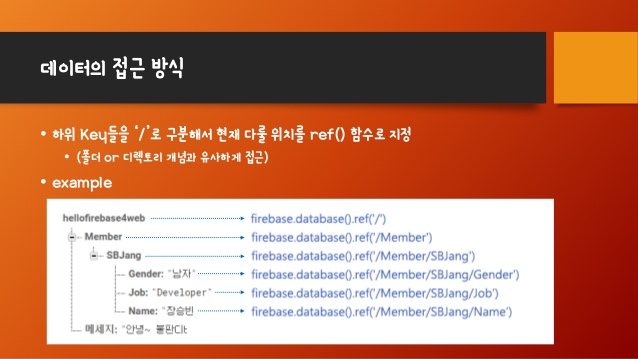 데이터의 접근 방식
• 하위 Key들을 '/'로 구분해서 현재 다룰 위치를 ref() 함수로 지정
• (폴더 or 디렉토리 개념과 유사하게 접근)
• example
hellofirebase4web firebase.database().ref('/')
Member firebase.database().ref('/Member')
SBJang firebase.database().ref('/Member/SBJang')
Gender: "남자" firebase.database().ref('/Member/SBJang/Gender')
Job: "Developer" firebase.database().ref('/Member/SBJang/Job')
Name: "장승빈 firebase.database().ref('/Member/SBJang/Name')
메세지: "안녕~